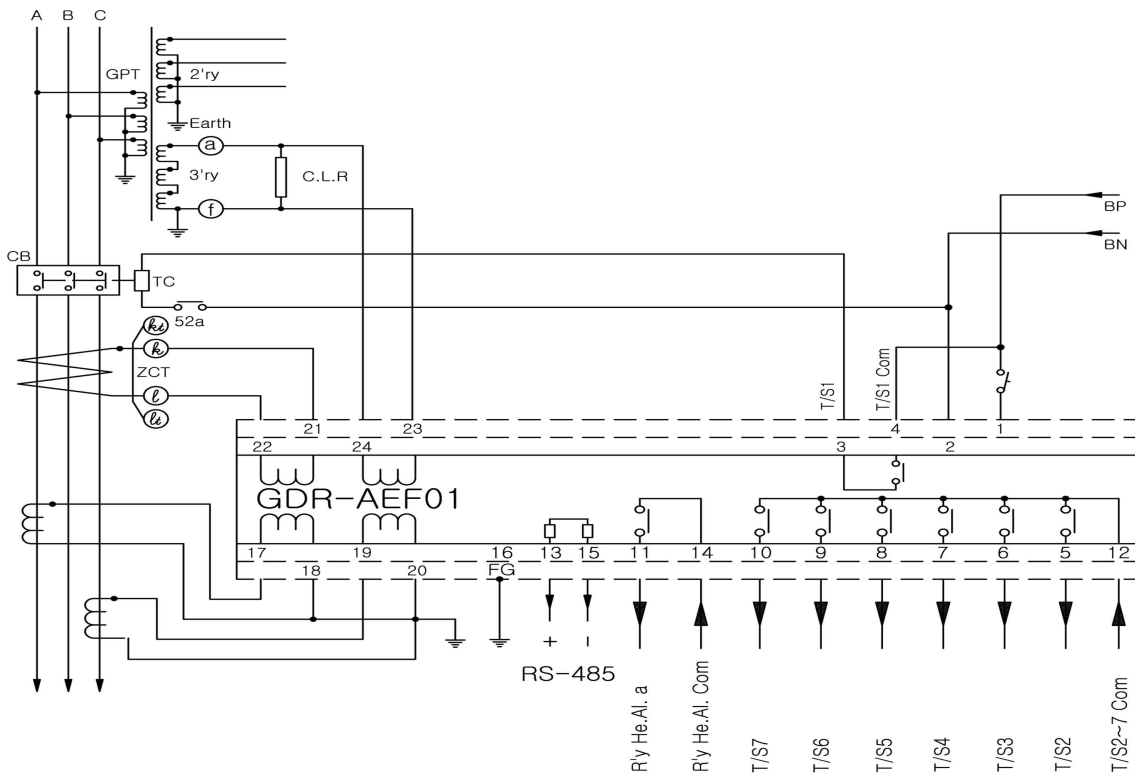 A B C
GPT
2'ry
Earth
a
3'ry
C.L.R
f
BP
BN
CB
TC
52a
kt
k
ZCT
l
lt
T/S1
T/S1 Com
21 23 4 1
22 24 3 2
GDR-AEF01
17 19 16 13 15 11 14 10 9 8 7 6 5 12
18 20 FG
+ -
RS-485
R'y He.Al. a
R'y He.Al. Com
T/S7
T/S6
T/S5
T/S4
T/S3
T/S2
T/S2~7 Com